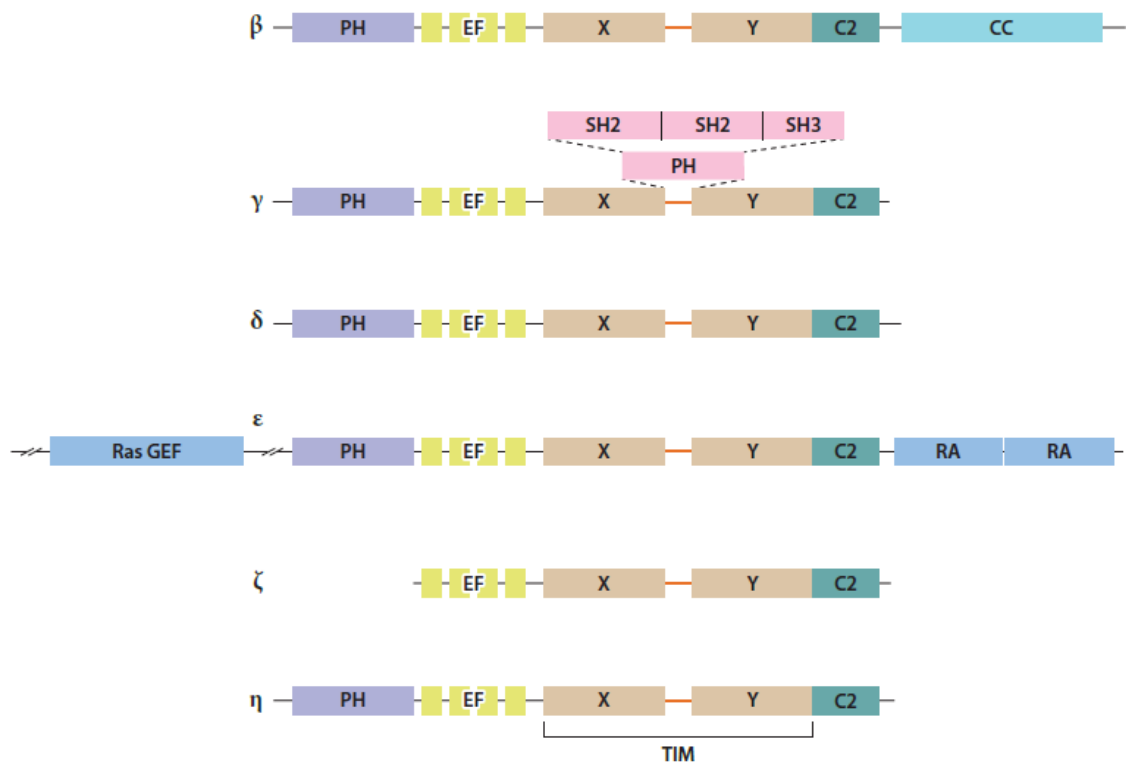 β PH EF X Y C2 CC
SH2 SH2 SH3
PH
γ PH EF X Y C2
δ PH EF X Y C2
ε
Ras GEF PH EF X Y C2 RA RA
ζ EF X Y C2
η PH EF X Y C2
TIM